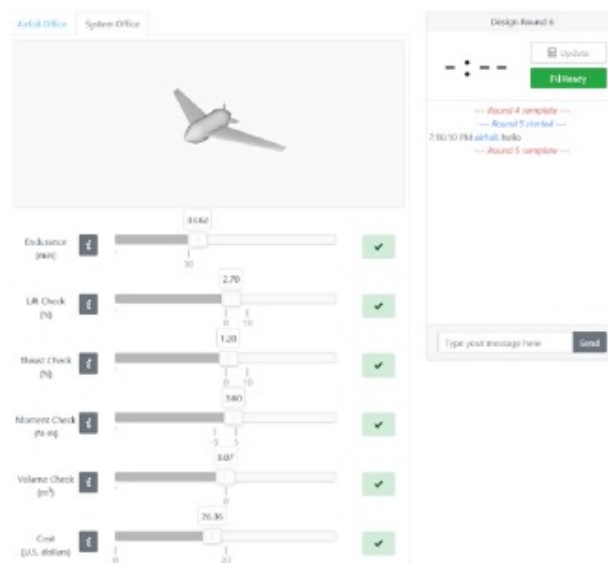 Airfoil Office
System Office
Design Round 6
- : - -
Update
Ready
--- Round 4 complete ---
--- Round 5 started ---
7:36:10 PM airfoil: hello
--- Round 5 complete ---
Type your message here
Send
Endurance
(min)
30
Lift Check
(N)
2.70
0 10
Thrust Check
(N)
1.20
0 10
Moment Check
(N-m)
3.60
-5 5
Volume Check
(m³)
0.07
0
Cost
(U.S. dollars)
26.36
0 30